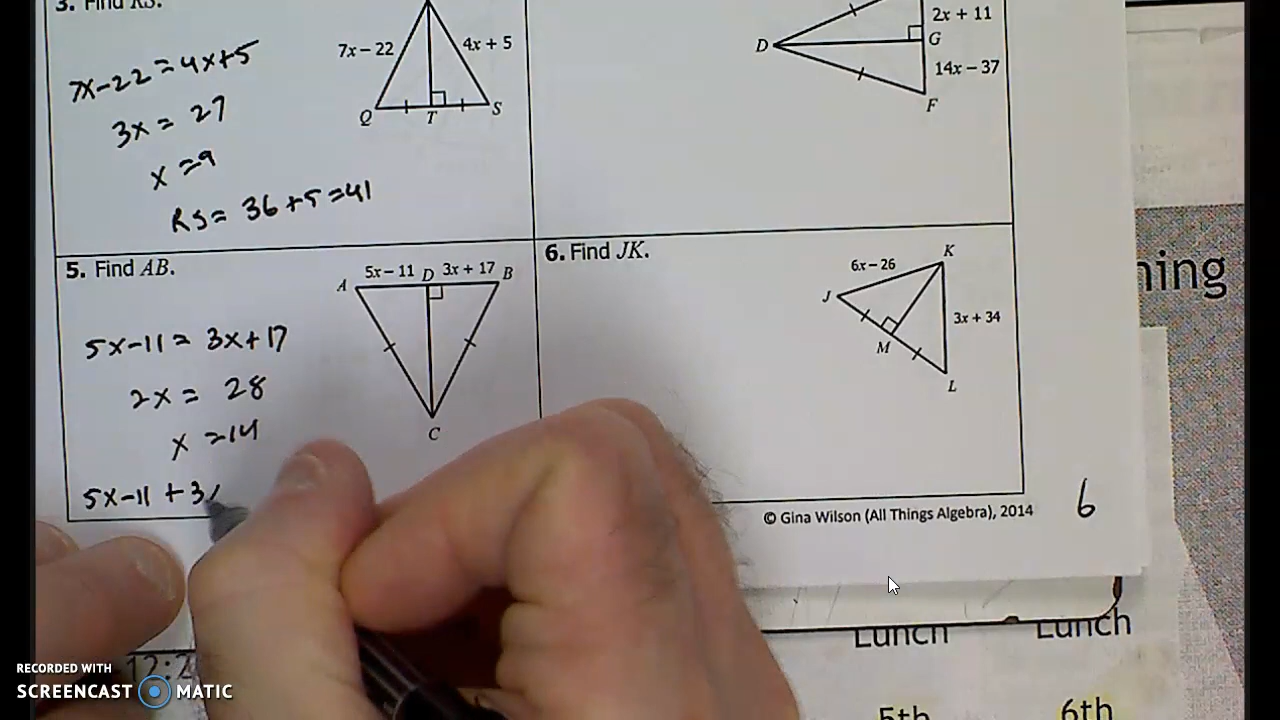 3. Find RS.
7x – 22
4x + 5
Q
T
S
7x-22=4x+5
3x = 27
x =9
RS= 36+5=41
D
2x + 11
G
14x – 37
F
5. Find AB.
A
5x – 11
D
3x + 17
B
C
5x-11= 3x+17
2x = 28
x =14
5x-11 +3
6. Find JK.
K
6x – 26
J
3x + 34
M
L
© Gina Wilson (All Things Algebra), 2014
6
ning
Lunch
Lunch
5th
6th
RECORDED WITH
SCREENCAST MATIC